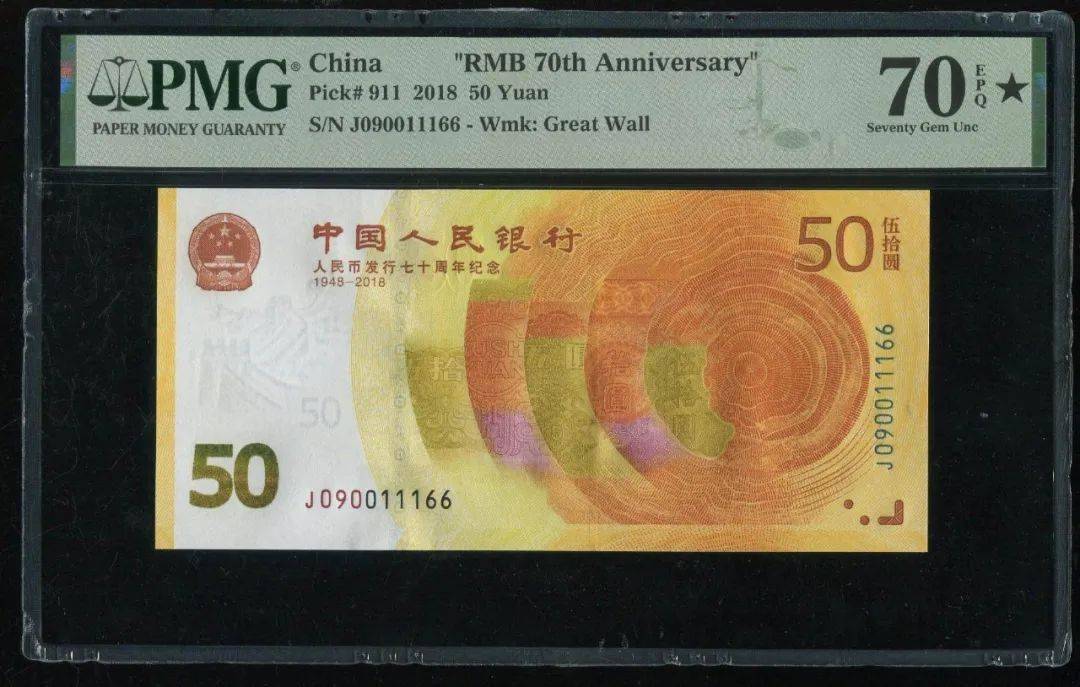 PMG®
PAPER MONEY GUARANTY
China "RMB 70th Anniversary"
Pick# 911 2018 50 Yuan
S/N J090011166 - Wmk: Great Wall
70 EPQ ★
Seventy Gem Unc
中国人民银行
人民币发行七十周年纪念
1948-2018
50 伍拾圆
50
50
J090011166
J090011166